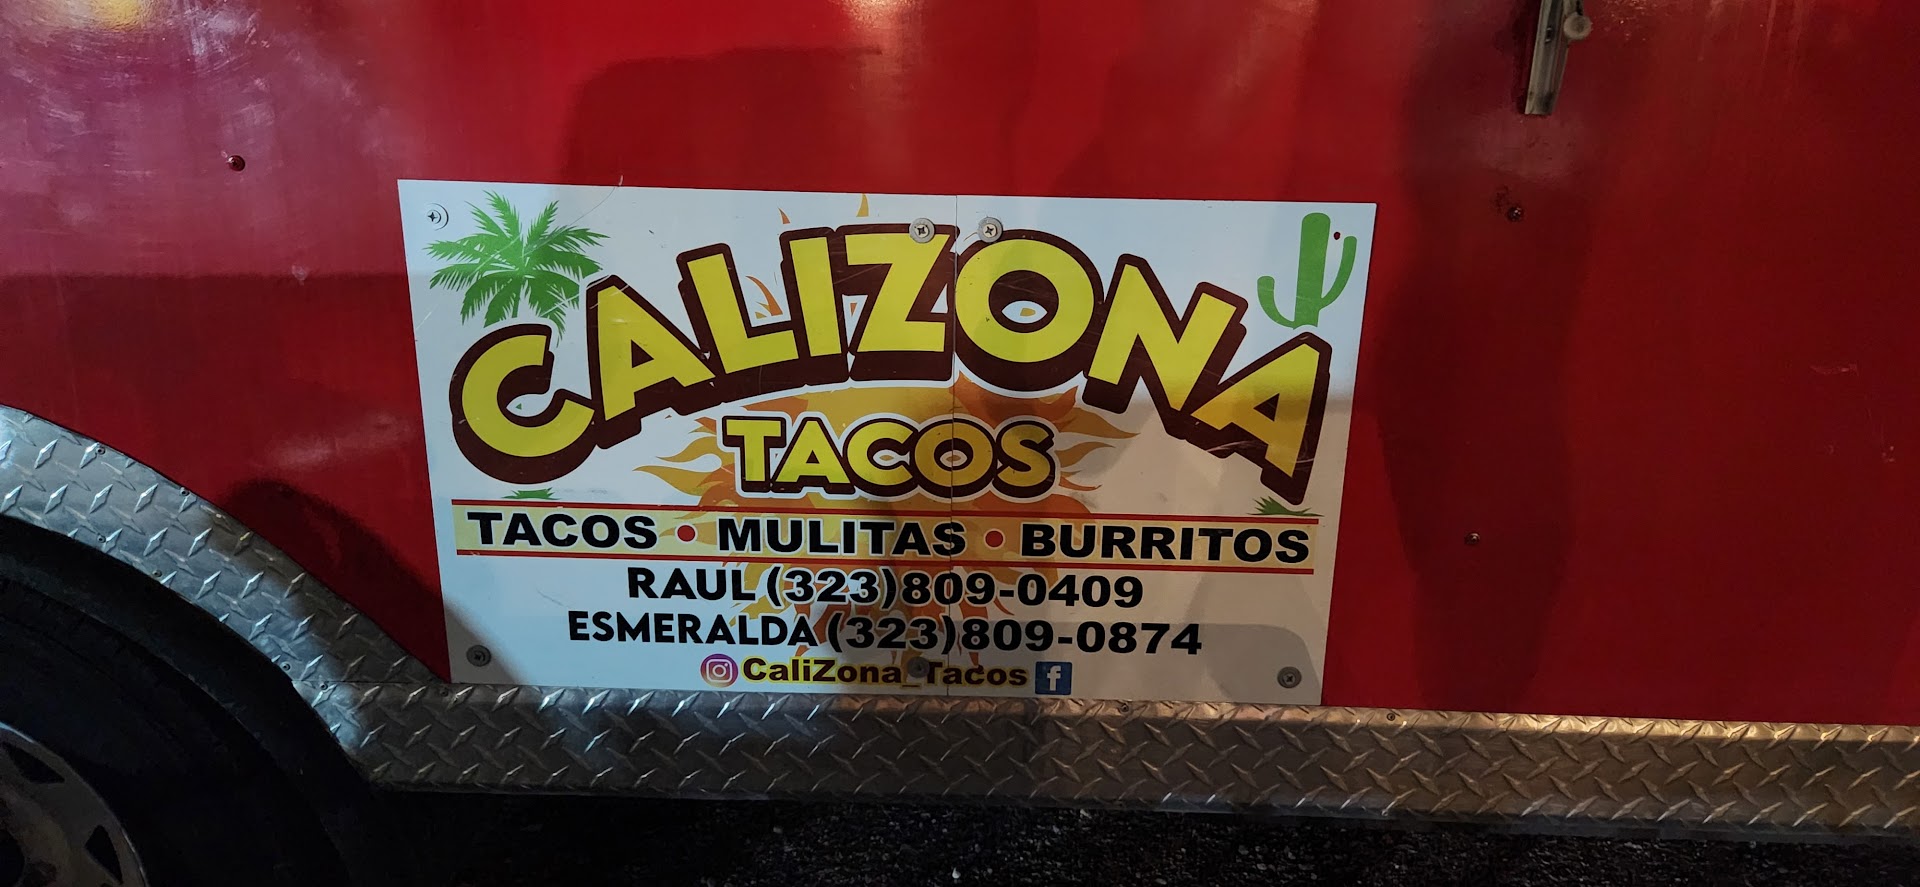 CALIZONA
TACOS
TACOS • MULITAS • BURRITOS
RAUL (323)809-0409
ESMERALDA (323)809-0874
CaliZona_Tacos